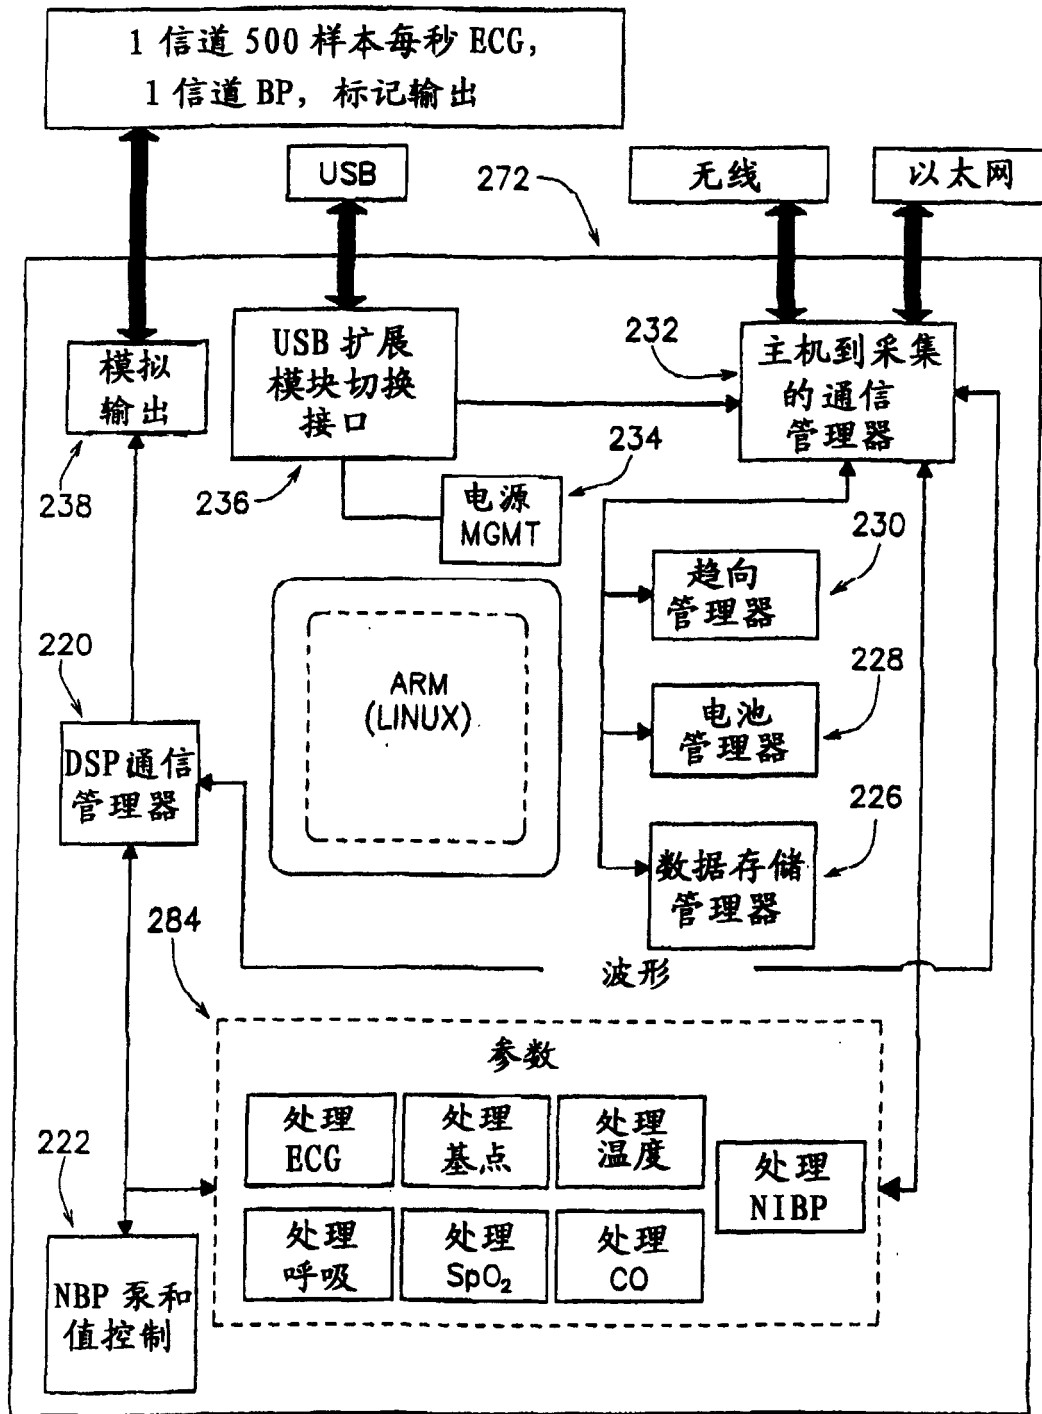 1 信道 500 样本每秒 ECG,
1 信道 BP, 标记输出
USB
272
无线
以太网
模拟
输出
238
USB 扩展
模块切换
接口
236
232
主机到采集
的通信
管理器
234
电源
MGMT
230
趋向
管理器
220
228
ARM
(LINUX)
电池
管理器
DSP 通信
管理器
226
数据存储
管理器
284
波形
参数
处理
ECG
处理
基点
处理
温度
处理
NIBP
222
处理
呼吸
处理
SpO₂
处理
CO
NBP 泵和
值控制